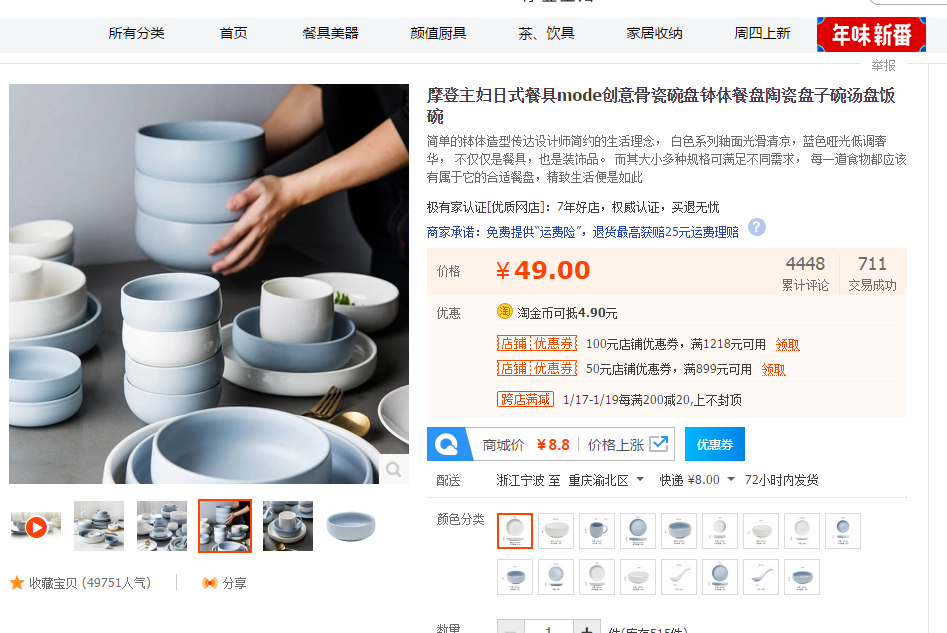 所有分类 首页 餐具美器 颜值厨具 茶、饮具 家居收纳 周四上新 年味新番
举报
摩登主妇日式餐具mode创意骨瓷碗盘钵体餐盘陶瓷盘子碗汤盘饭
碗
简单的钵体造型传达设计师简约的生活理念， 白色系列釉面光滑清凉，蓝色哑光低调奢
华， 不仅仅是餐具，也是装饰品。 而其大小多种规格可满足不同需求， 每一道食物都应该
有属于它的合适餐盘，精致生活便是如此
极有家认证[优质网店]：7年好店，权威认证，买退无忧
商家承诺：免费提供“运费险”，退货最高获赔25元运费理赔 ?
价格 ¥49.00 4448 711
累计评论 交易成功
优惠 淘 淘金币可抵4.90元
店铺 优惠券 100元店铺优惠券，满1218元可用 领取
店铺 优惠券 50元店铺优惠券，满899元可用 领取
跨店满减 1/17-1/19每满200减20,上不封顶
商城价 ¥8.8 价格上涨 优惠券
配送 浙江宁波 至 重庆渝北区 快递 ¥8.00 72小时内发货
颜色分类
收藏宝贝 (49751人气) 分享
数量 1 + 件(库存515件)